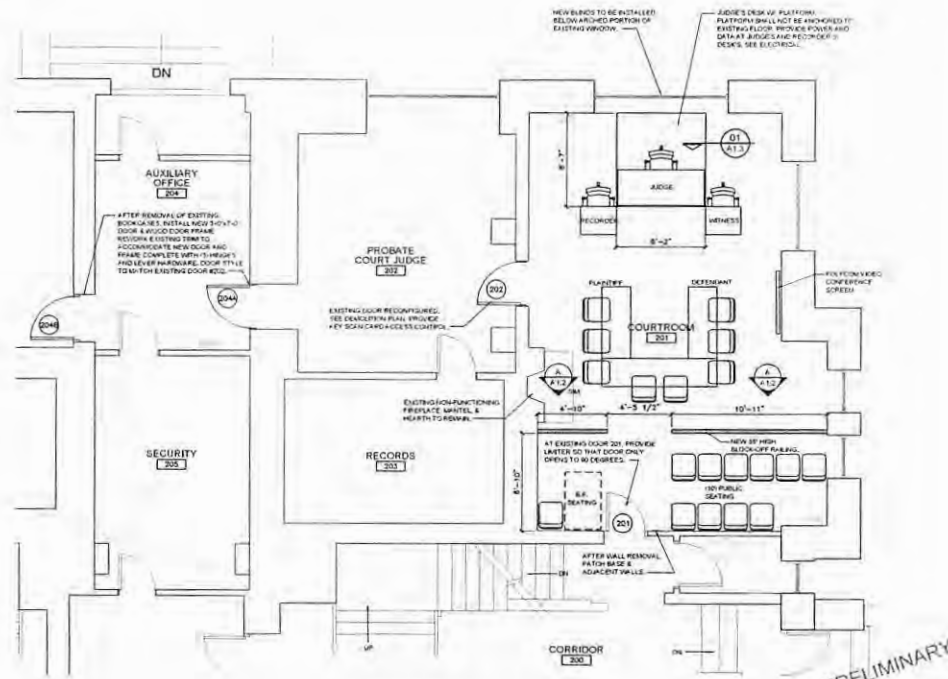 NEW BLINDS TO BE INSTALLED
BELOW ARCHED PORTION OF
EXISTING WINDOW.
JUDGE'S DESK W/ PLATFORM.
PLATFORM SHALL NOT BE ANCHORED TO
EXISTING FLOOR. PROVIDE POWER AND
DATA AT JUDGE'S AND RECORDER'S
DESKS, SEE ELECTRICAL.
DN
01
A1.3
AUXILIARY
OFFICE
204
JUDGE
RECORDER
WITNESS
6'-2"
AFTER REMOVAL OF EXISTING
BOOKCASES, INSTALL NEW 3'-0"x7'-0"
DOOR & WOOD DOOR FRAME.
REWORK EXISTING TRIM TO
ACCOMMODATE NEW DOOR AND
FRAME COMPLETE WITH
HINGES
AND LEVER HARDWARE. DOOR STYLE
TO MATCH EXISTING DOOR #202.
PROBATE
COURT JUDGE
202
POLYCOM VIDEO
CONFERENCE
SCREEN
204B
204A
202
EXISTING DOOR RECONFIGURED.
SEE DEMOLITION PLAN. PROVIDE
KEY SCAN CARD ACCESS CONTROL.
PLAINTIFF
DEFENDANT
COURTROOM
201
A
A1.2
A
A1.2
EXISTING NON-FUNCTIONING
FIREPLACE, MANTEL, &
HEARTH TO REMAIN.
4'-10"
4'-5 1/2"
10'-11"
SECURITY
205
RECORDS
203
AT EXISTING DOOR 201, PROVIDE
LIMITER SO THAT DOOR ONLY
OPENS TO 90 DEGREES.
NEW
HIGH
BLOCK-OFF RAILING.
6'-10"
B.F.
SEATING
PUBLIC
SEATING
201
AFTER WALL REMOVAL,
PATCH BASE &
ADJACENT WALLS.
DN
UP
CORRIDOR
200
DN
PRELIMINARY